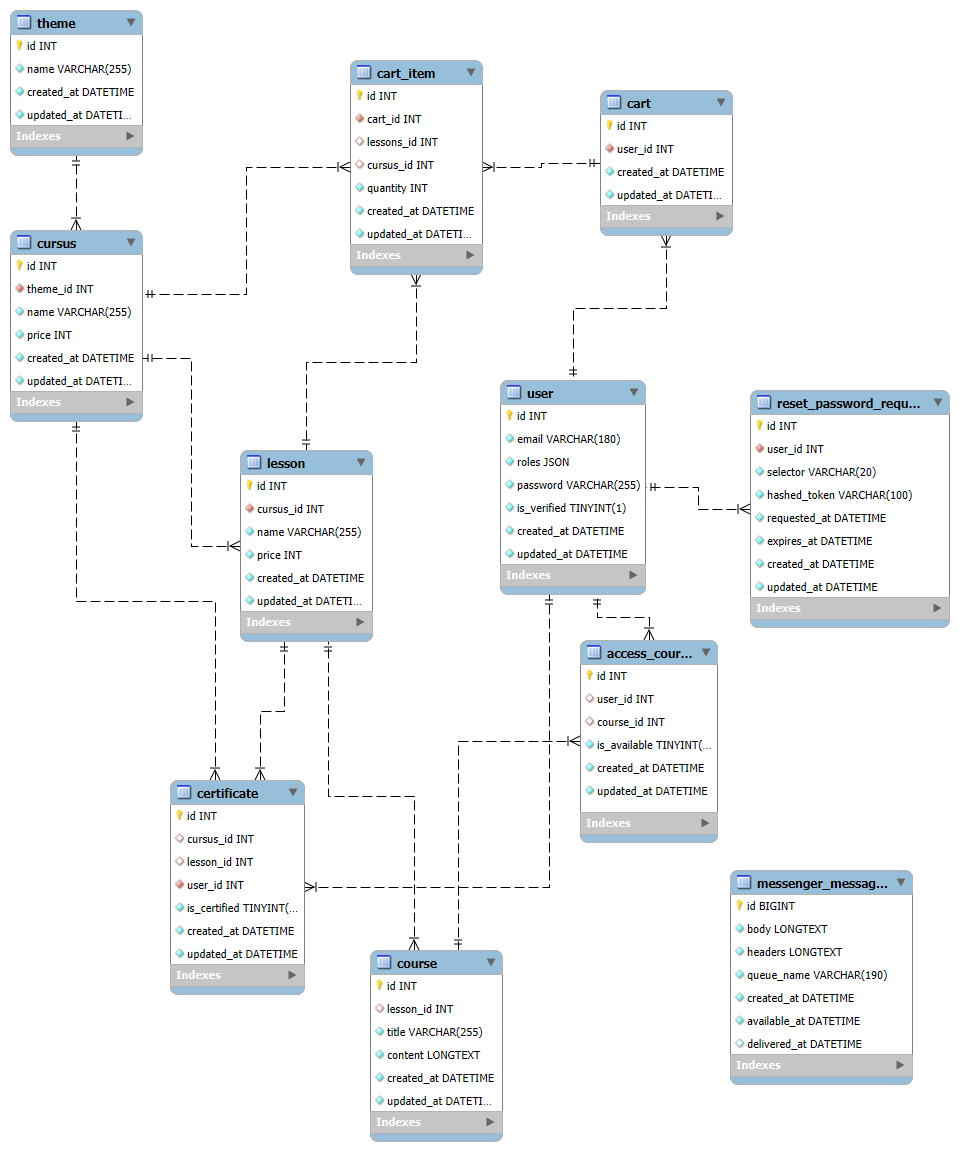 theme
id INT
name VARCHAR(255)
created_at DATETIME
updated_at DATETI...
Indexes
cart_item
id INT
cart_id INT
lessons_id INT
cursus_id INT
quantity INT
created_at DATETIME
updated_at DATETI...
Indexes
cart
id INT
user_id INT
created_at DATETIME
updated_at DATETI...
Indexes
cursus
id INT
theme_id INT
name VARCHAR(255)
price INT
created_at DATETIME
updated_at DATETI...
Indexes
user
id INT
email VARCHAR(180)
roles JSON
password VARCHAR(255)
is_verified TINYINT(1)
created_at DATETIME
updated_at DATETIME
Indexes
reset_password_requ...
id INT
user_id INT
selector VARCHAR(20)
hashed_token VARCHAR(100)
requested_at DATETIME
expires_at DATETIME
created_at DATETIME
updated_at DATETIME
Indexes
lesson
id INT
cursus_id INT
name VARCHAR(255)
price INT
created_at DATETIME
updated_at DATETI...
Indexes
access_cour...
id INT
user_id INT
course_id INT
is_available TINYINT(...
created_at DATETIME
updated_at DATETIME
Indexes
certificate
id INT
cursus_id INT
lesson_id INT
user_id INT
is_certified TINYINT(...
created_at DATETIME
updated_at DATETIME
Indexes
messenger_messag...
id BIGINT
body LONGTEXT
headers LONGTEXT
queue_name VARCHAR(190)
created_at DATETIME
available_at DATETIME
delivered_at DATETIME
Indexes
course
id INT
lesson_id INT
title VARCHAR(255)
content LONGTEXT
created_at DATETIME
updated_at DATETI...
Indexes